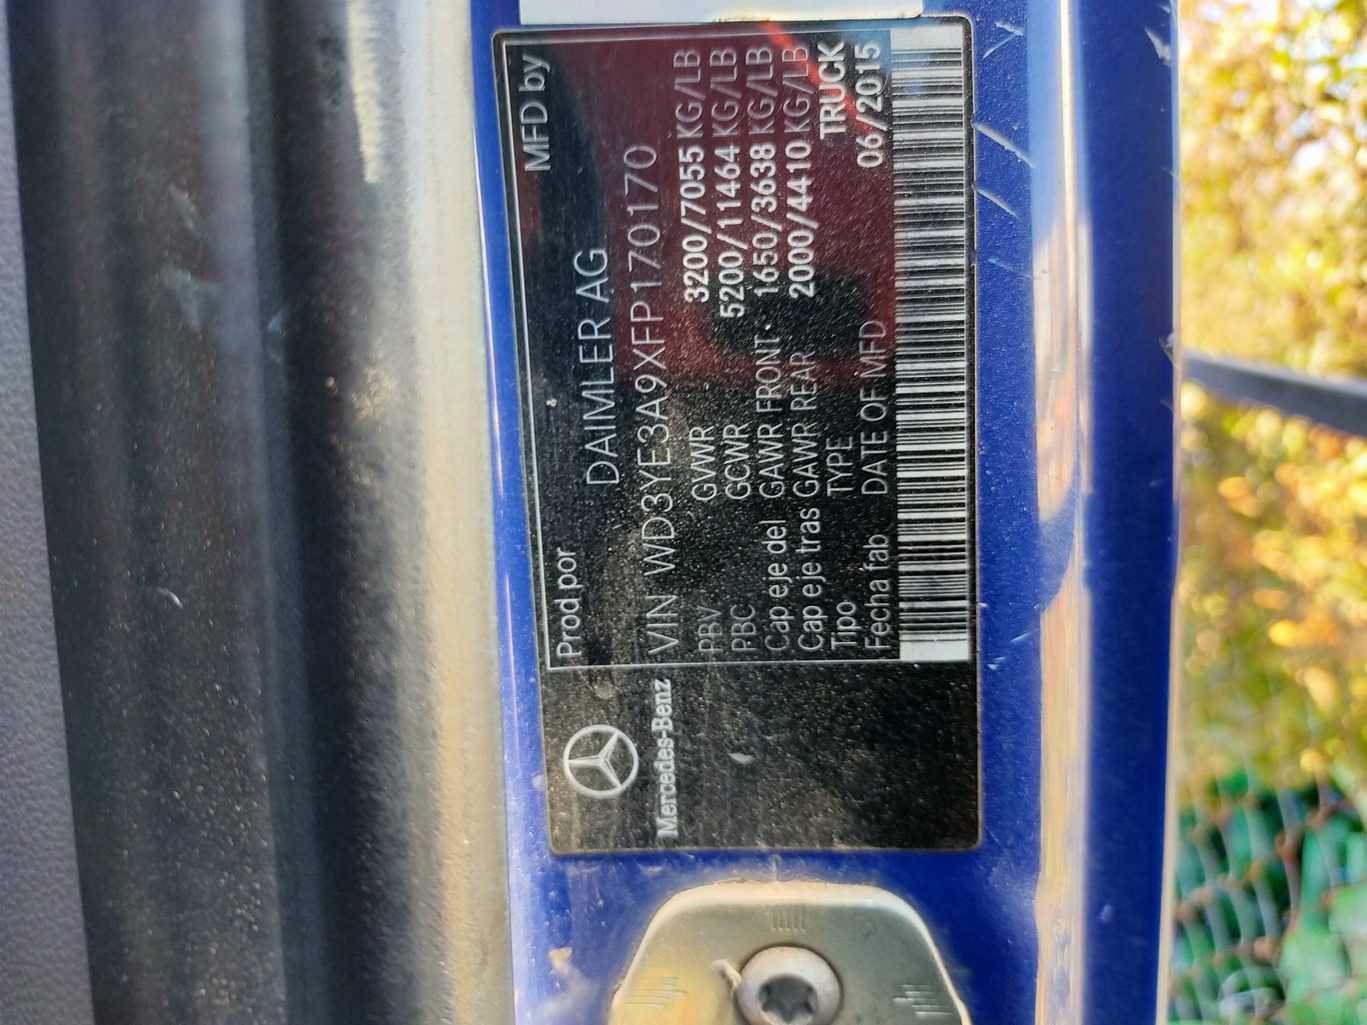 Prod por MFD by
DAIMLER AG
VIN WD3YE3A9XFP170170
PBV GVWR 3200/7055 KG/LB
PBC GCWR 5200/11464 KG/LB
Cap eje del GAWR FRONT 1650/3638 KG/LB
Cap eje tras GAWR REAR 2000/4410 KG/LB
Tipo TYPE TRUCK
Fecha fab DATE OF MFD 06/2015
Mercedes-Benz